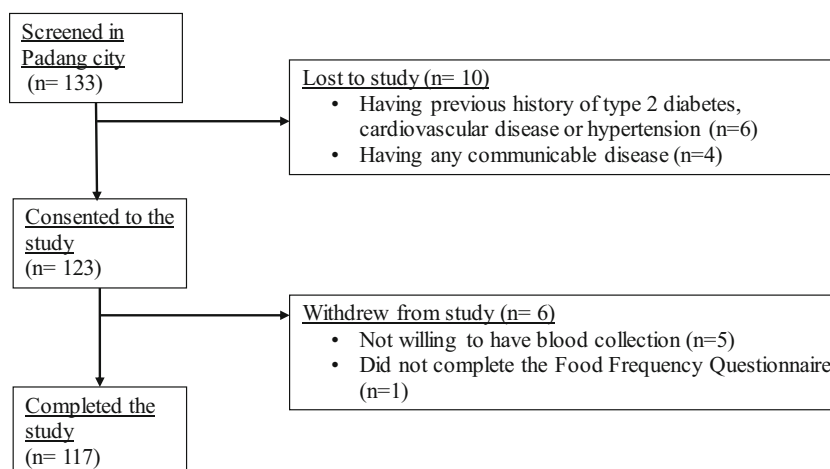 Screened in
Padang city
(n= 133)
Lost to study (n= 10)
• Having previous history of type 2 diabetes,
cardiovascular disease or hypertension (n=6)
• Having any communicable disease (n=4)
Consented to the
study
(n= 123)
Withdrew from study (n= 6)
• Not willing to have blood collection (n=5)
• Did not complete the Food Frequency Questionnaire
(n=1)
Completed the
study
(n= 117)